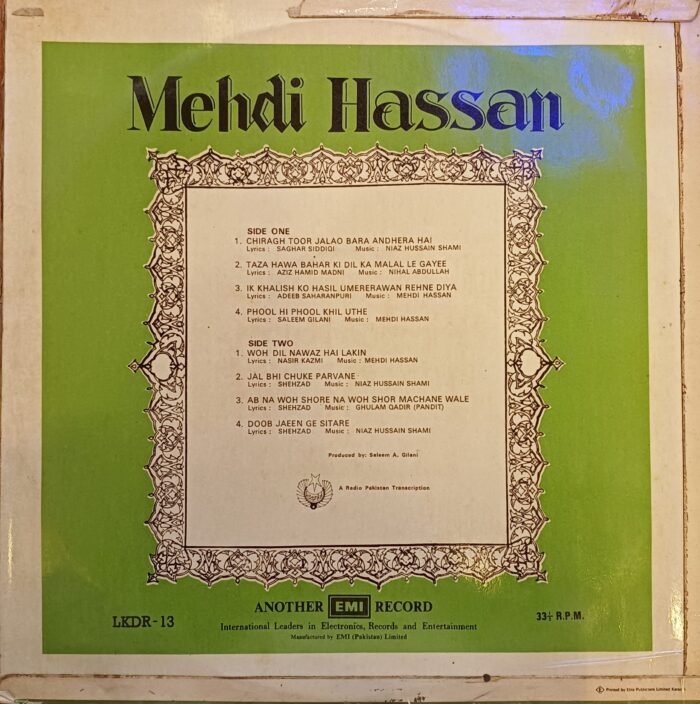 Mehdi Hassan
SIDE ONE
1. CHIRAGH TOOR JALAO BARA ANDHERA HAI
Lyrics : SAGHAR SIDDIQI Music : NIAZ HUSSAIN SHAMI
2. TAZA HAWA BAHAR KI DIL KA MALAL LE GAYEE
Lyrics : AZIZ HAMID MADNI Music : NIHAL ABDULLAH
3. IK KHALISH KO HASIL UMERERAWAN REHNE DIYA
Lyrics : ADEEB SAHARANPURI Music : MEHDI HASSAN
4. PHOOL HI PHOOL KHIL UTHE
Lyrics : SALEEM GILANI Music : MEHDI HASSAN
SIDE TWO
1. WOH DIL NAWAZ HAI LAKIN
Lyrics : NASIR KAZMI Music : MEHDI HASSAN
2. JAL BHI CHUKE PARVANE
Lyrics : SHEHZAD Music : NIAZ HUSSAIN SHAMI
3. AB NA WOH SHORE NA WOH SHOR MACHANE WALE
Lyrics : SHEHZAD Music : GHULAM QADIR (PANDIT)
4. DOOB JAEEN GE SITARE
Lyrics : SHEHZAD Music : NIAZ HUSSAIN SHAMI
Produced by: Saleem A. Gilani
A Radio Pakistan Transcription
ANOTHER EMI RECORD
LKDR-13
33⅓ R.P.M.
International Leaders in Electronics, Records and Entertainment
Manufactured by EMI (Pakistan) Limited
Printed by Elite Publishers Limited